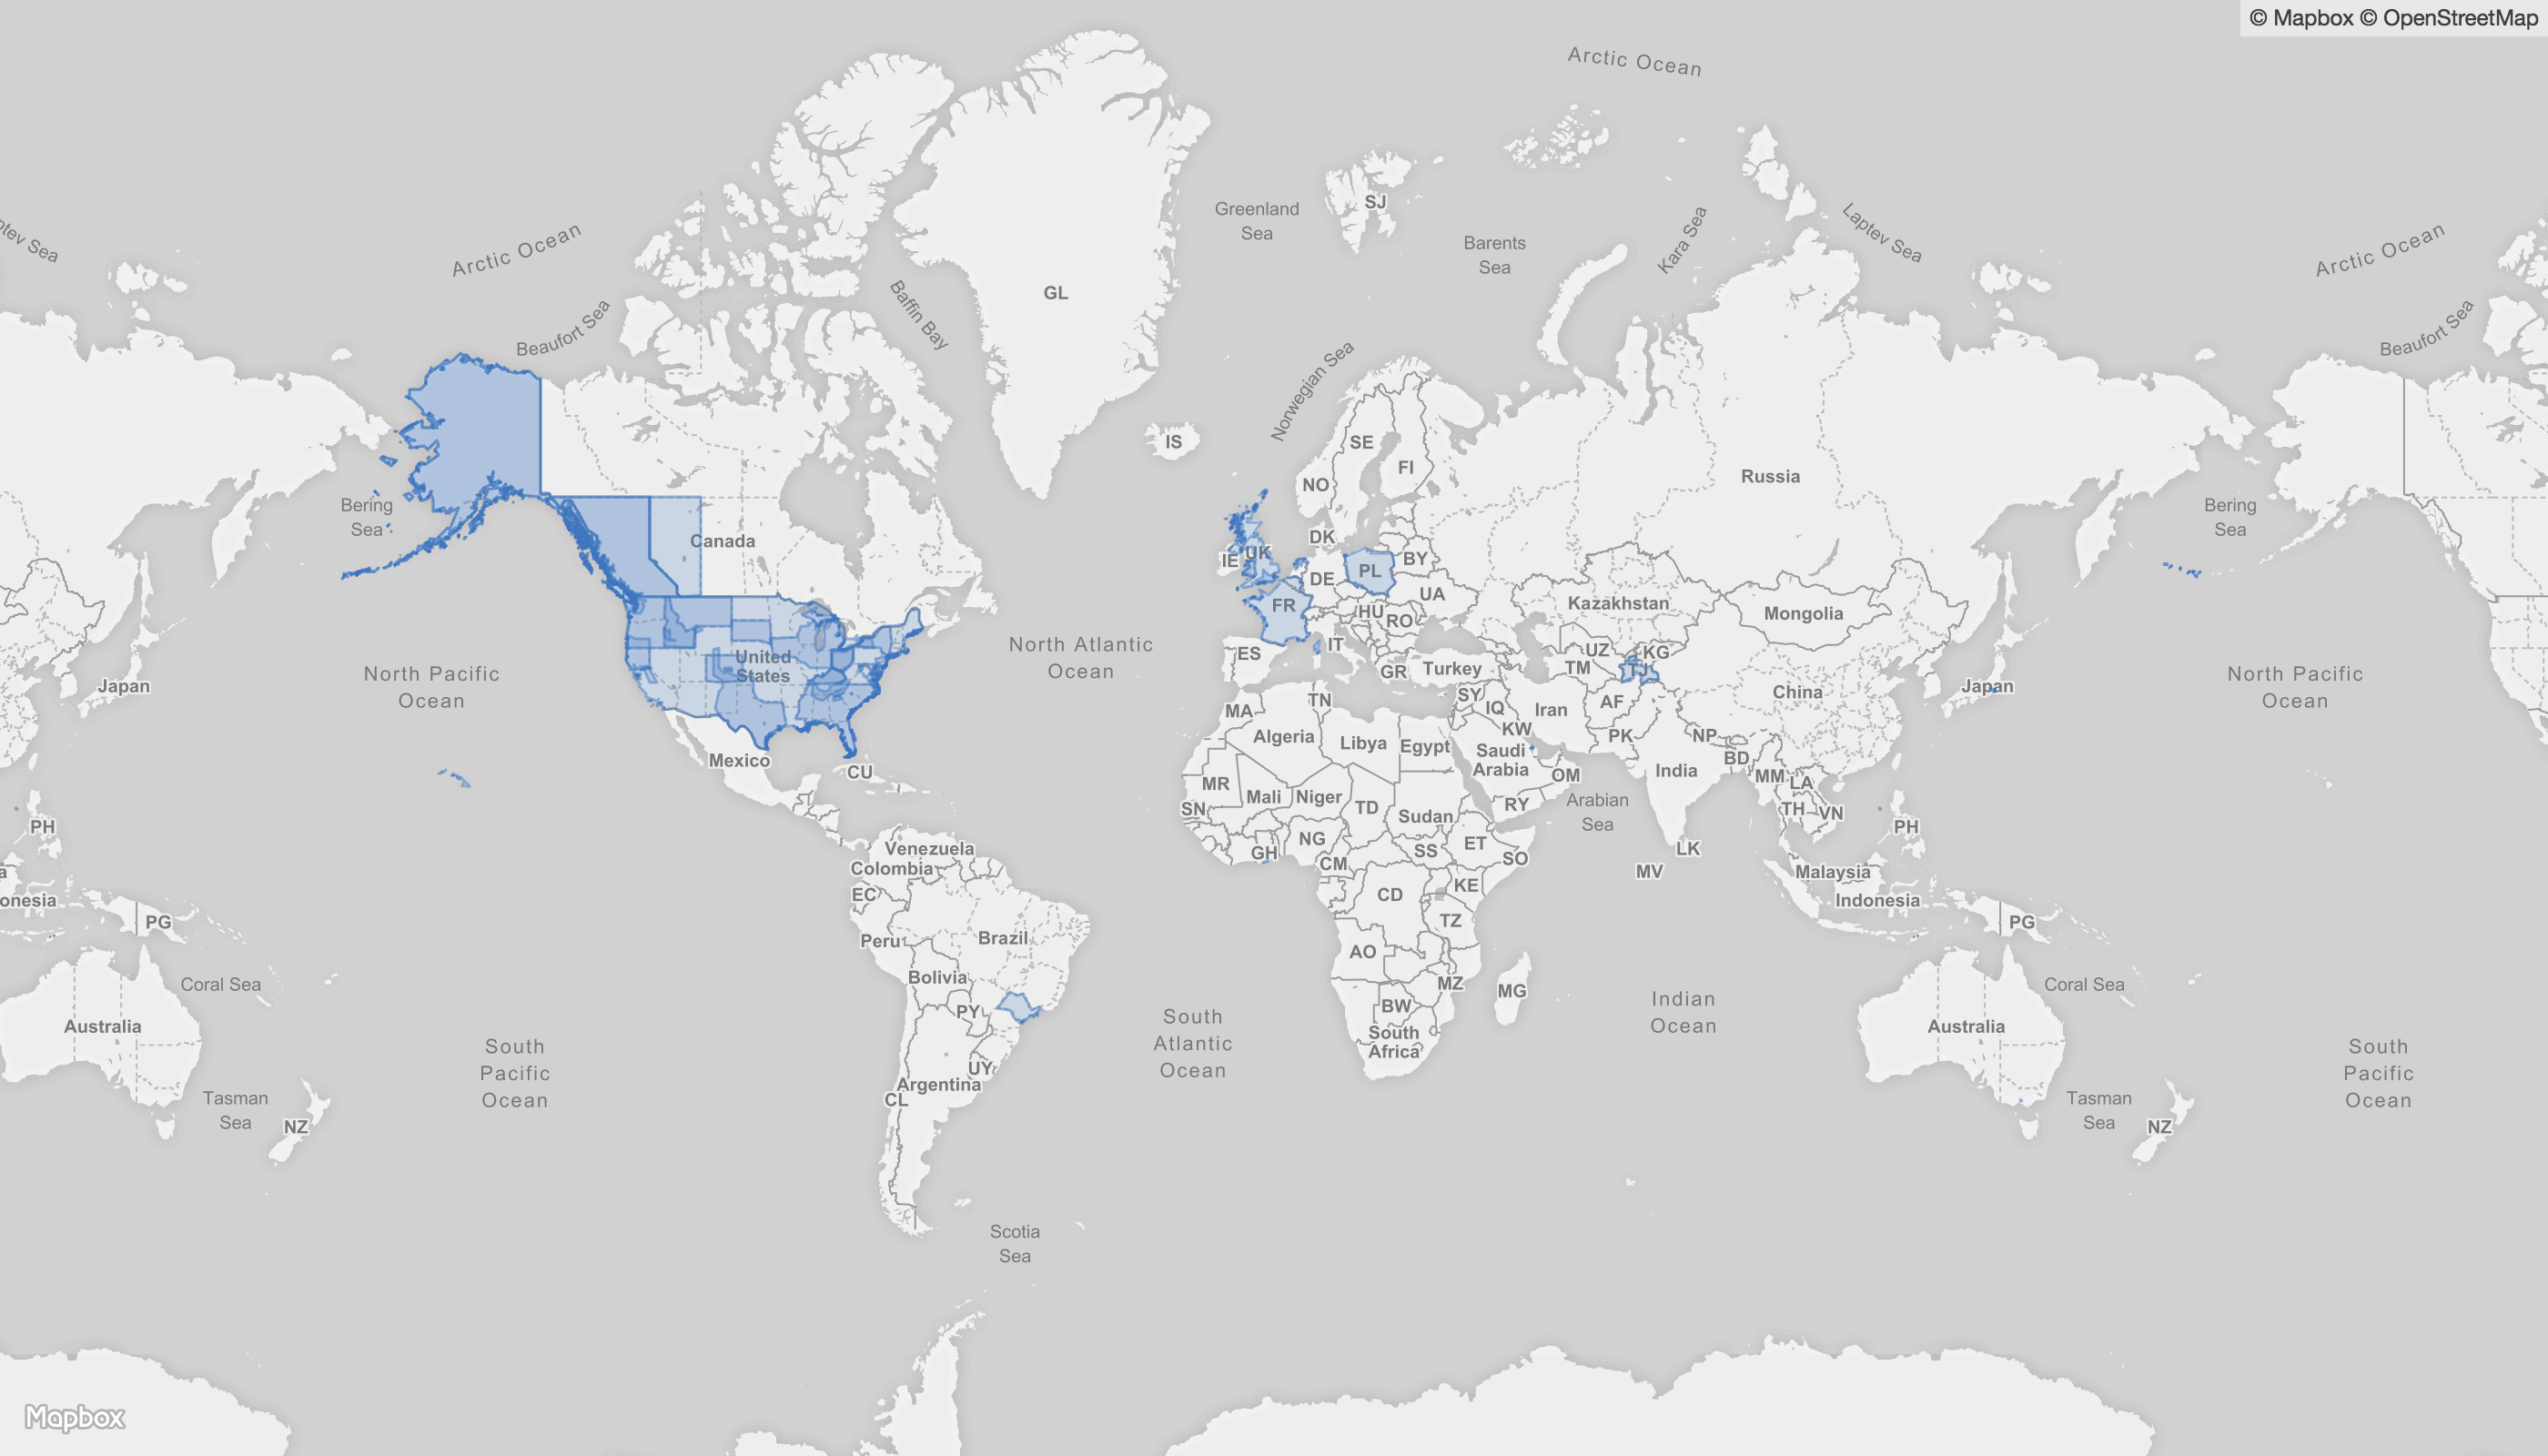 © Mapbox © OpenStreetMap
Arctic Ocean
SJ
Greenland
Sea
Barents
Sea
Kara Sea
Laptev Sea
ptev Sea
Arctic Ocean
Arctic Ocean
Beaufort Sea
Baffin Bay
GL
Beaufort Sea
Norwegian Sea
IS
SE
FI
NO
Russia
Bering
Sea
Bering
Sea
Canada
UK
IE
DK
BY
PL
DE
UA
FR
HU
RO
Kazakhstan
Mongolia
North Atlantic
Ocean
IT
ES
UZ
KG
TM
TJ
GR
Turkey
United
States
North Pacific
Ocean
North Pacific
Ocean
Japan
Japan
China
SY
TN
MA
IQ
Iran
AF
Algeria
Libya
Egypt
KW
PK
NP
Saudi
Arabia
BD
Mexico
CU
India
OM
MM
LA
MR
Mali
Niger
TD
RY
Arabian
Sea
SN
Sudan
TH
VN
PH
PH
NG
GH
CM
SS
ET
SO
LK
MV
Venezuela
Colombia
EC
Malaysia
Indonesia
a
onesia
CD
KE
TZ
PG
PG
Peru
Brazil
AO
Bolivia
Coral Sea
Coral Sea
MZ
MG
BW
PY
Indian
Ocean
South
Atlantic
Ocean
South
Africa
Australia
Australia
South
Pacific
Ocean
South
Pacific
Ocean
UY
Argentina
CL
Tasman
Sea
Tasman
Sea
NZ
NZ
Scotia
Sea
Mapbox